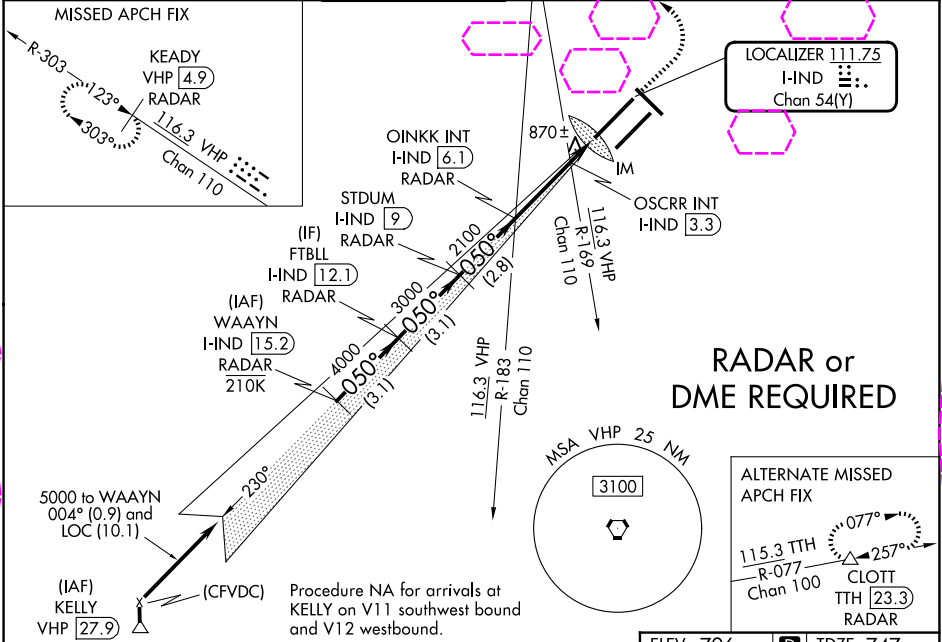 MISSED APCH FIX
R-303
KEADY
VHP 4.9
RADAR
123°
303°
116.3 VHP
Chan 110
LOCALIZER 111.75
I-IND
Chan 54(Y)
870±
IM
OINKK INT
I-IND 6.1
RADAR
OSCRR INT
I-IND 3.3
STDUM
I-IND 9
RADAR
(IF)
FTBLL
I-IND 12.1
RADAR
(IAF)
WAAYN
I-IND 15.2
RADAR
210K
2100
050°
(2.8)
3000
050°
(3.1)
4000
050°
(3.1)
116.3 VHP
R-169
Chan 110
116.3 VHP
R-183
Chan 110
RADAR or
DME REQUIRED
230°
5000 to WAAYN
004° (0.9) and
LOC (10.1)
(IAF)
KELLY
VHP 27.9
(CFVDC)
Procedure NA for arrivals at
KELLY on V11 southwest bound
and V12 westbound.
MSA VHP 25 NM
3100
ALTERNATE MISSED
APCH FIX
077°
257°
115.3 TTH
R-077
Chan 100
CLOTT
TTH 23.3
RADAR